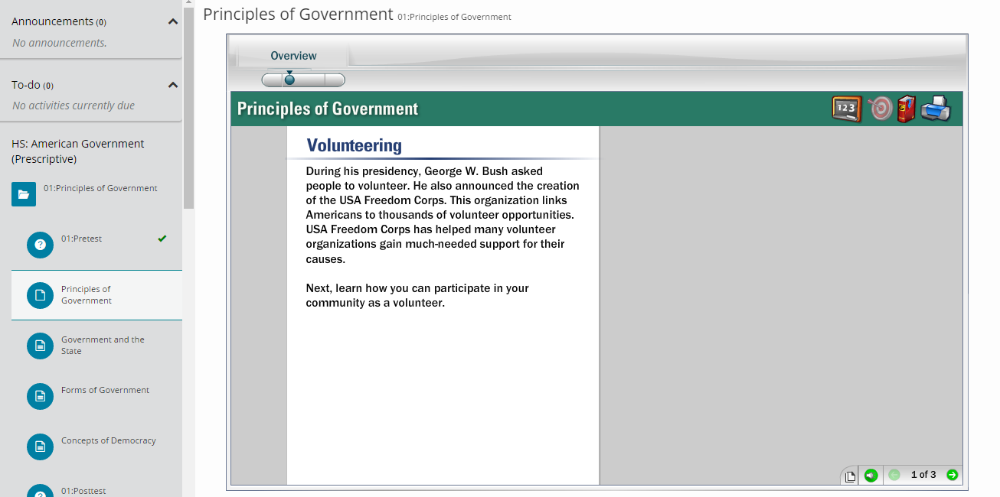 Announcements (0)
No announcements.
To-do (0)
No activities currently due
HS: American Government
(Prescriptive)
01:Principles of Government
01:Pretest
Principles of
Government
Government and the
State
Forms of Government
Concepts of Democracy
01:Posttest
Principles of Government 01:Principles of Government
Overview
Principles of Government
123
Volunteering
During his presidency, George W. Bush asked
people to volunteer. He also announced the creation
of the USA Freedom Corps. This organization links
Americans to thousands of volunteer opportunities.
USA Freedom Corps has helped many volunteer
organizations gain much-needed support for their
causes.
Next, learn how you can participate in your
community as a volunteer.
1 of 3